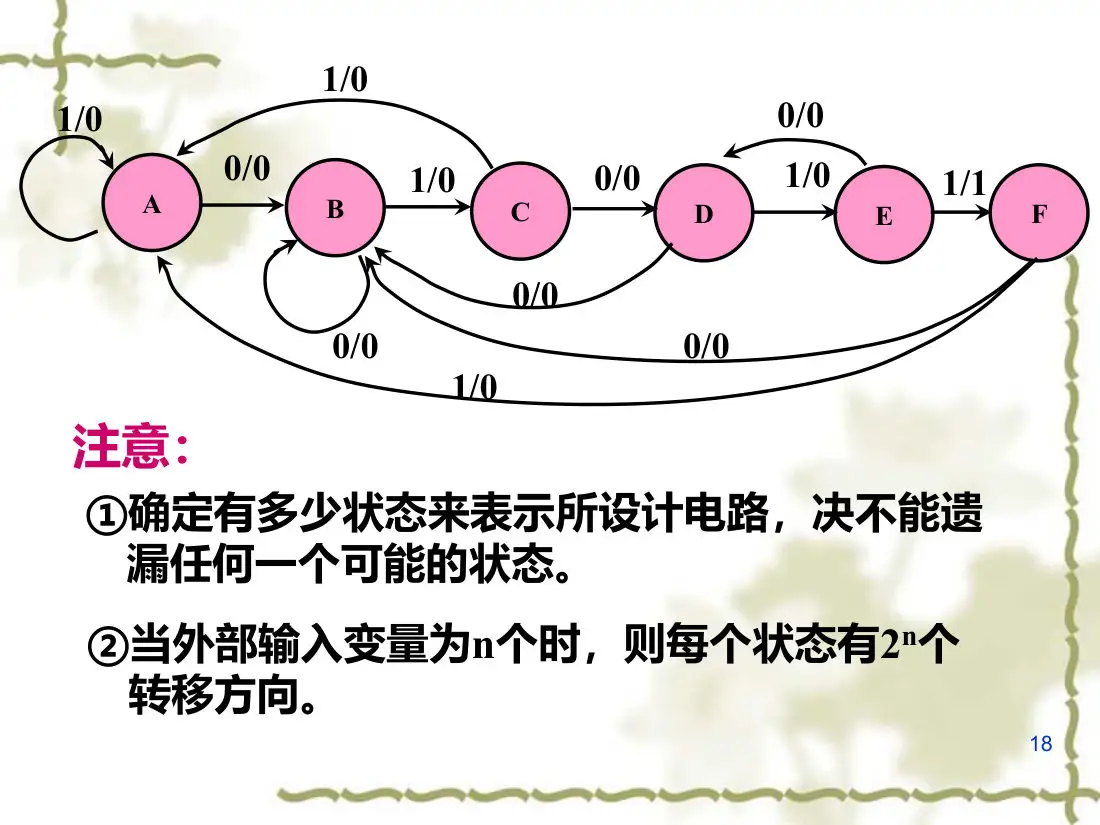 1/0
1/0
0/0
0/0
1/0
0/0
1/0
1/1
A
B
C
D
E
F
0/0
0/0
0/0
1/0
注意：
①确定有多少状态来表示所设计电路，决不能遗
漏任何一个可能的状态。
②当外部输入变量为n个时，则每个状态有2ⁿ个
转移方向。
18